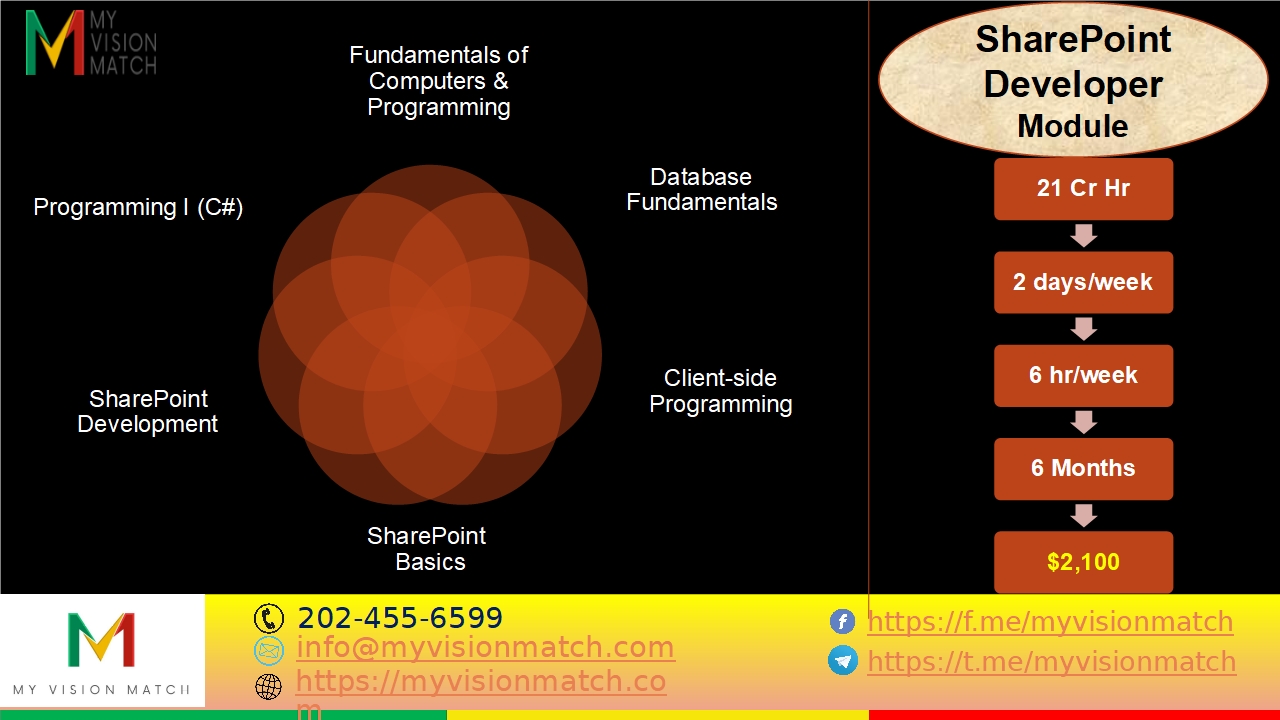 MY
VISION
MATCH
Fundamentals of
Computers &
Programming
Programming I (C#)
Database
Fundamentals
SharePoint
Development
Client-side
Programming
SharePoint
Basics
SharePoint
Developer
Module
21 Cr Hr
2 days/week
6 hr/week
6 Months
$2,100
MY VISION MATCH
202-455-6599
info@myvisionmatch.com
https://myvisionmatch.co
m
f
https://f.me/myvisionmatch
https://t.me/myvisionmatch